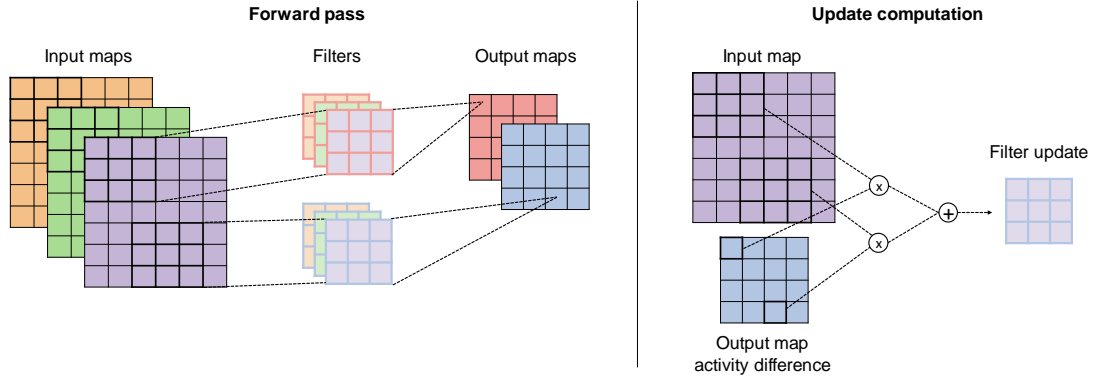 Forward pass
Input maps
Filters
Output maps
Update computation
Input map
x
x
+
Filter update
Output map
activity difference